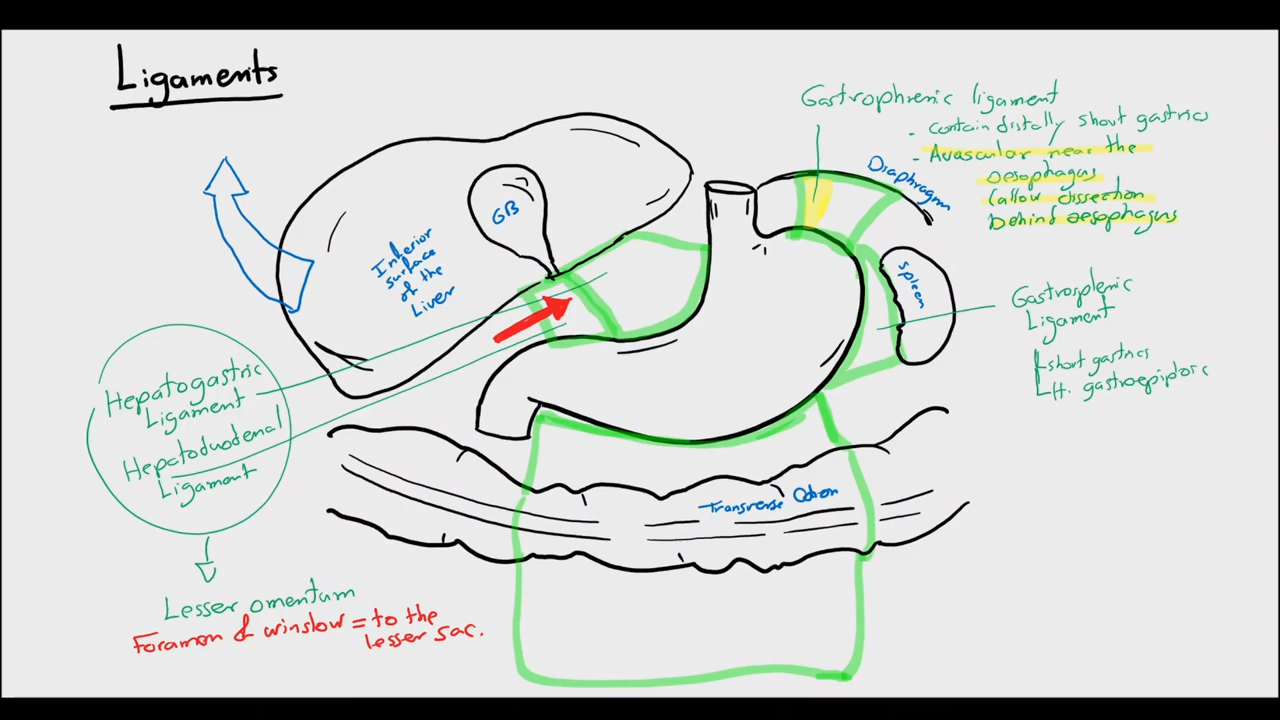 Ligaments
Gastrophrenic ligament
- contain distally short gastrics
- Avascular near the
oesophagus
(allow dissection
behind oesophagus
Diaphragm
GB
Inferior
surface
of the
Liver
spleen
Gastrosplenic
Ligament
short gastrics
Lt. gastroepiploic
Hepatogastric
Ligament
Hepatoduodenal
Ligament
Transverse Colon
Lesser omentum
Foramen of winslow = to the
lesser sac.